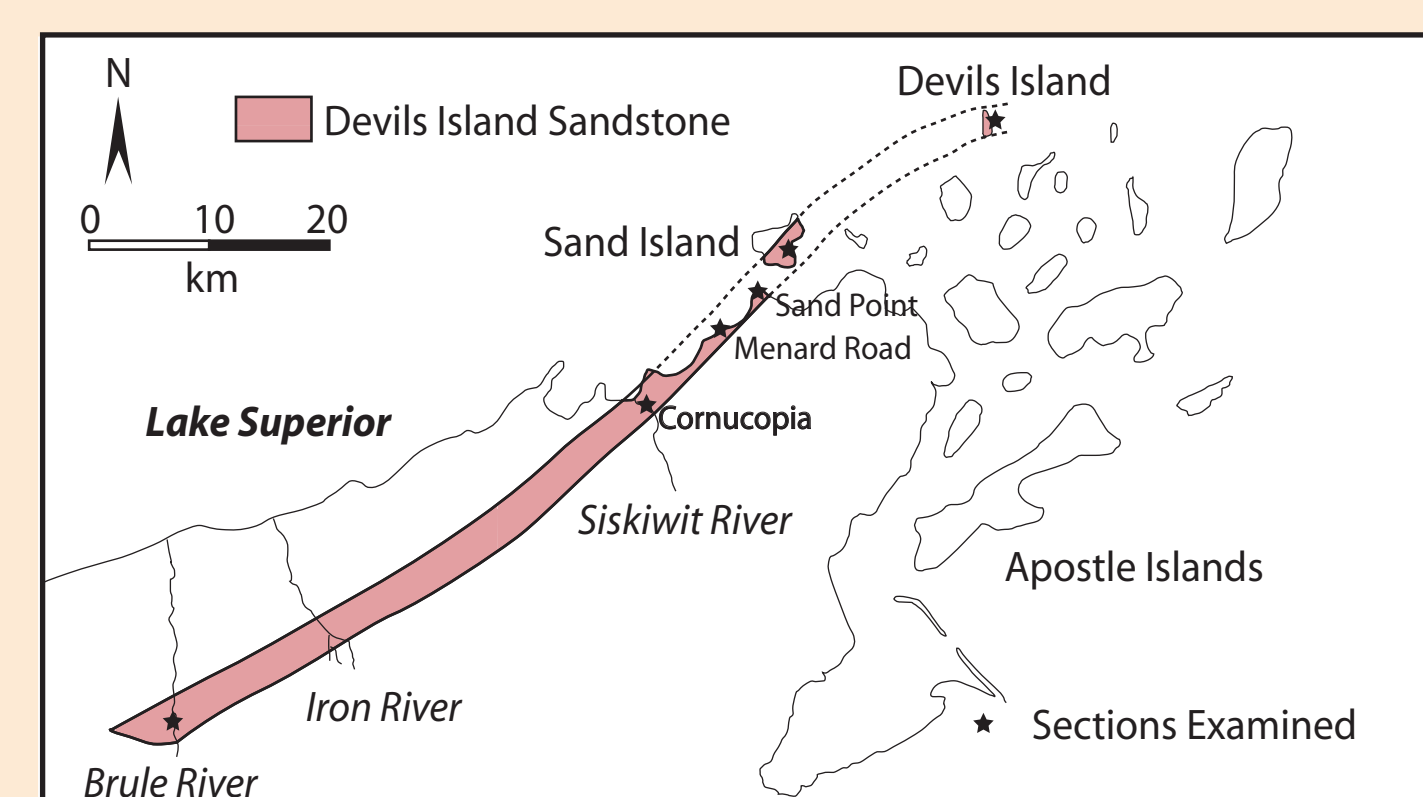 N
Devils Island
Devils Island Sandstone
0 10 20
km
Sand Island
Sand Point
Menard Road
Lake Superior
Cornucopia
Siskiwit River
Apostle Islands
Iron River
Sections Examined
Brule River